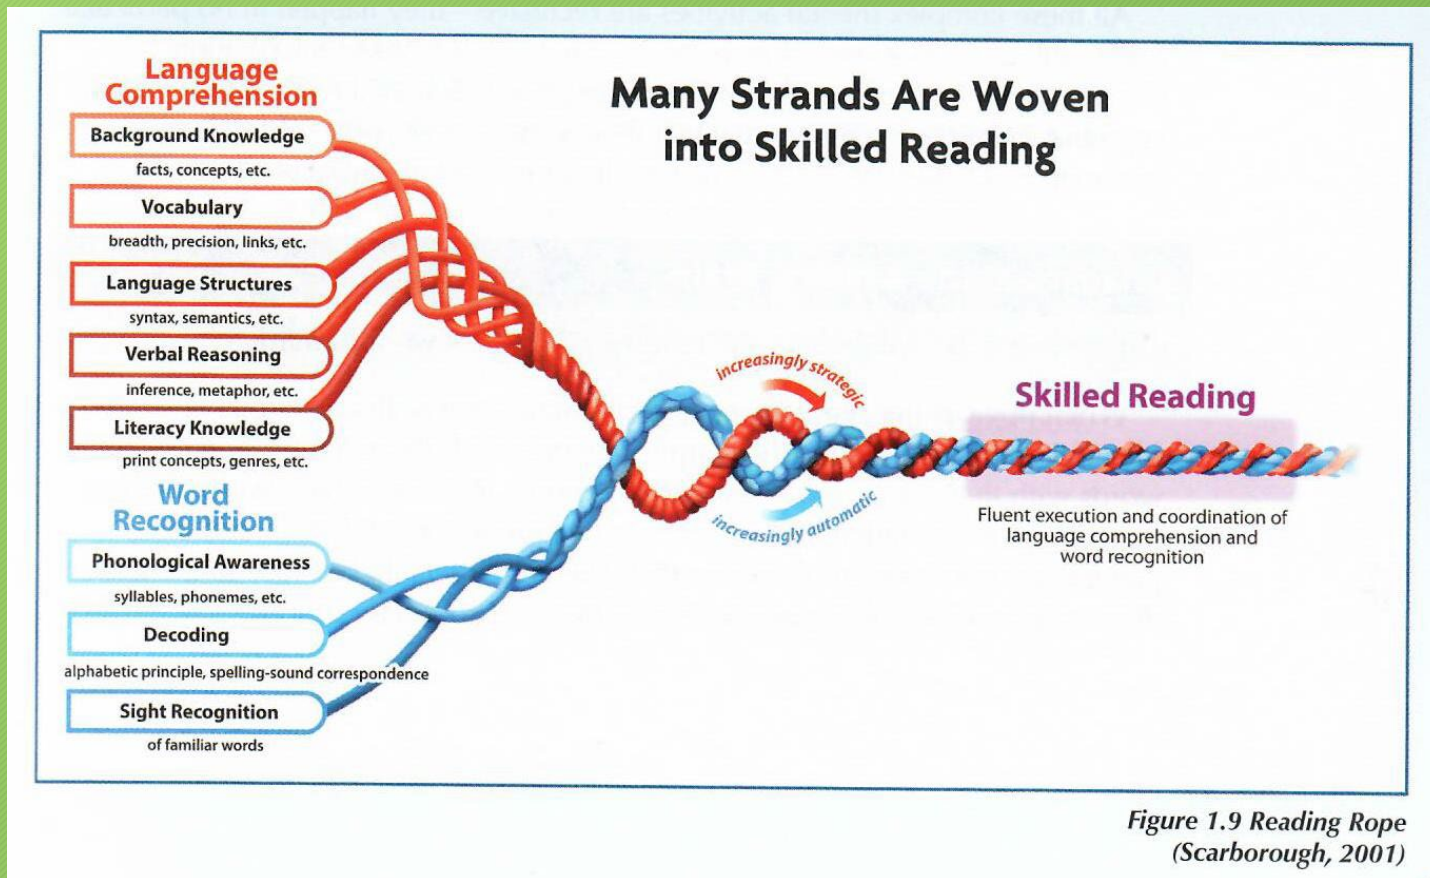 Many Strands Are Woven
into Skilled Reading
Language
Comprehension
Background Knowledge
facts, concepts, etc.
Vocabulary
breadth, precision, links, etc.
Language Structures
syntax, semantics, etc.
Verbal Reasoning
inference, metaphor, etc.
Literacy Knowledge
print concepts, genres, etc.
Word
Recognition
Phonological Awareness
syllables, phonemes, etc.
Decoding
alphabetic principle, spelling-sound correspondence
Sight Recognition
of familiar words
increasingly strategic
increasingly automatic
Skilled Reading
Fluent execution and coordination of
language comprehension and
word recognition
Figure 1.9 Reading Rope
(Scarborough, 2001)